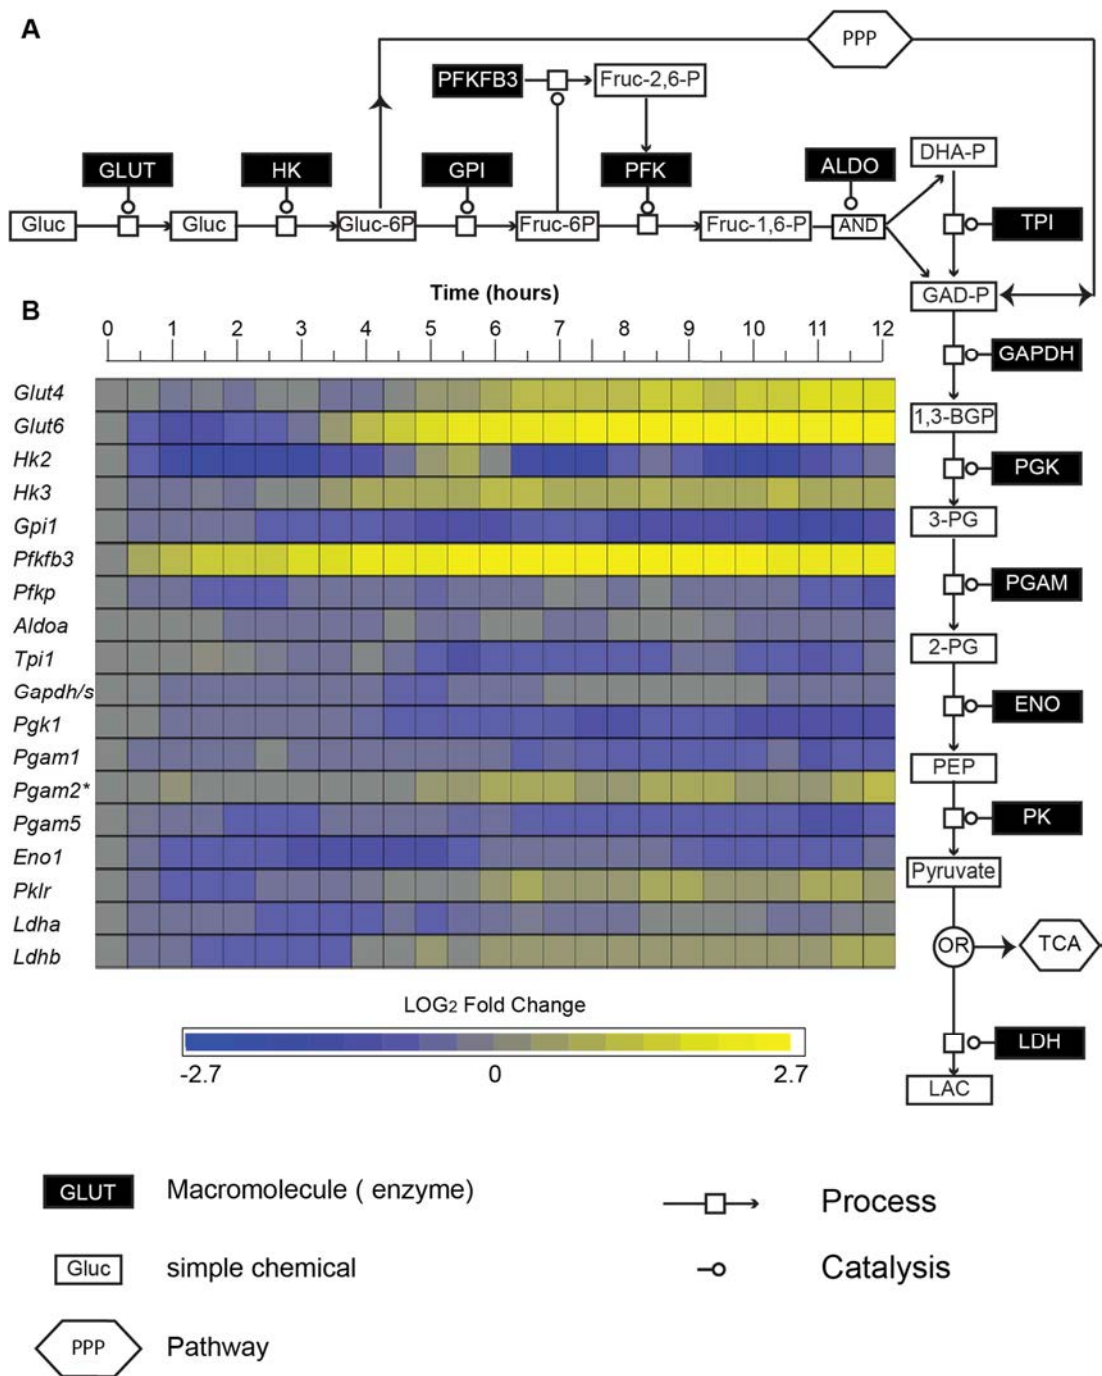 A
PPP
PFKFB3
Fruc-2,6-P
GLUT
HK
GPI
PFK
ALDO
DHA-P
Gluc
Gluc
Gluc-6P
Fruc-6P
Fruc-1,6-P
AND
TPI
GAD-P
B
Time (hours)
0 1 2 3 4 5 6 7 8 9 10 11 12
GAPDH
1,3-BGP
PGK
3-PG
PGAM
2-PG
ENO
PEP
PK
Pyruvate
OR
TCA
LDH
LAC
Glut4
Glut6
Hk2
Hk3
Gpi1
Pfkfb3
Pfkp
Aldoa
Tpi1
Gapdh/s
Pgk1
Pgam1
Pgam2*
Pgam5
Eno1
Pklr
Ldha
Ldhb
LOG2 Fold Change
-2.7 0 2.7
GLUT Macromolecule ( enzyme)
Process
Gluc simple chemical
Catalysis
PPP Pathway